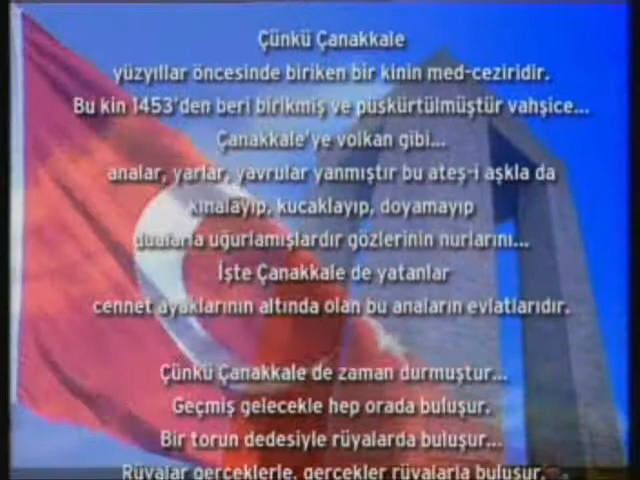 Çünkü Çanakkale
yüzyıllar öncesinde biriken bir kinin med-ceziridir.
Bu kin 1453'den beri birikmiş ve püskürtülmüştür vahşice...
Çanakkale'ye volkan gibi...
analar, yarlar, yavrular yanmıştır bu ateş-i aşkla da
kınalayıp, kucaklayıp, doyamayıp
dualarla uğurlamışlardır gözlerinin nurlarını...
İşte Çanakkale de yatanlar
cennet ayaklarının altında olan bu anaların evlatlarıdır.
Çünkü Çanakkale de zaman durmuştur...
Geçmiş gelecekle hep orada buluşur.
Bir torun dedesiyle rüyalarda buluşur...
Rüyalar gerçeklerle, gerçekler rüyalarla buluşur.